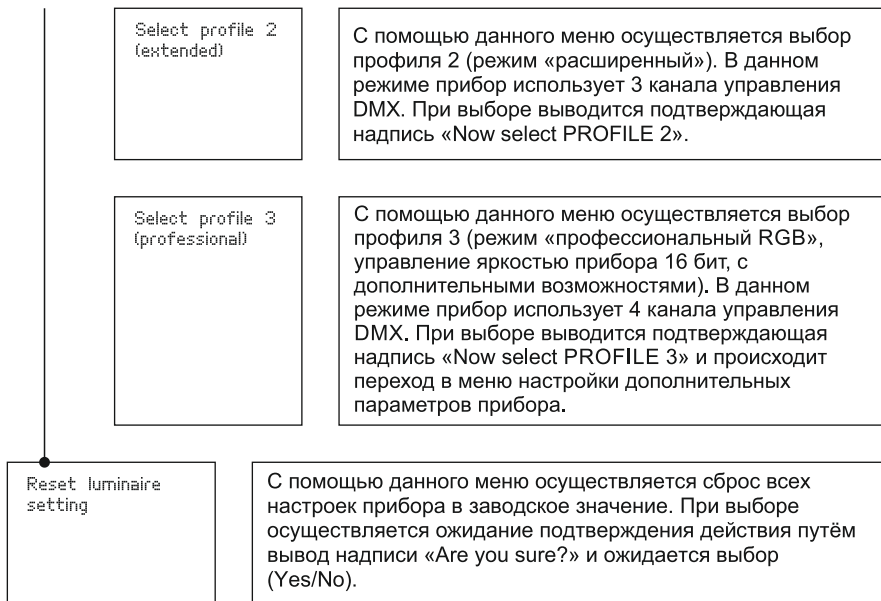 Select profile 2
(extended)
С помощью данного меню осуществляется выбор
профиля 2 (режим «расширенный»). В данном
режиме прибор использует 3 канала управления
DMX. При выборе выводится подтверждающая
надпись «Now select PROFILE 2».
Select profile 3
(professional)
С помощью данного меню осуществляется выбор
профиля 3 (режим «профессиональный RGB»,
управление яркостью прибора 16 бит, с
дополнительными возможностями). В данном
режиме прибор использует 4 канала управления
DMX. При выборе выводится подтверждающая
надпись «Now select PROFILE 3» и происходит
переход в меню настройки дополнительных
параметров прибора.
Reset luminaire
setting
С помощью данного меню осуществляется сброс всех
настроек прибора в заводское значение. При выборе
осуществляется ожидание подтверждения действия путём
вывод надписи «Are you sure?» и ожидается выбор
(Yes/No).